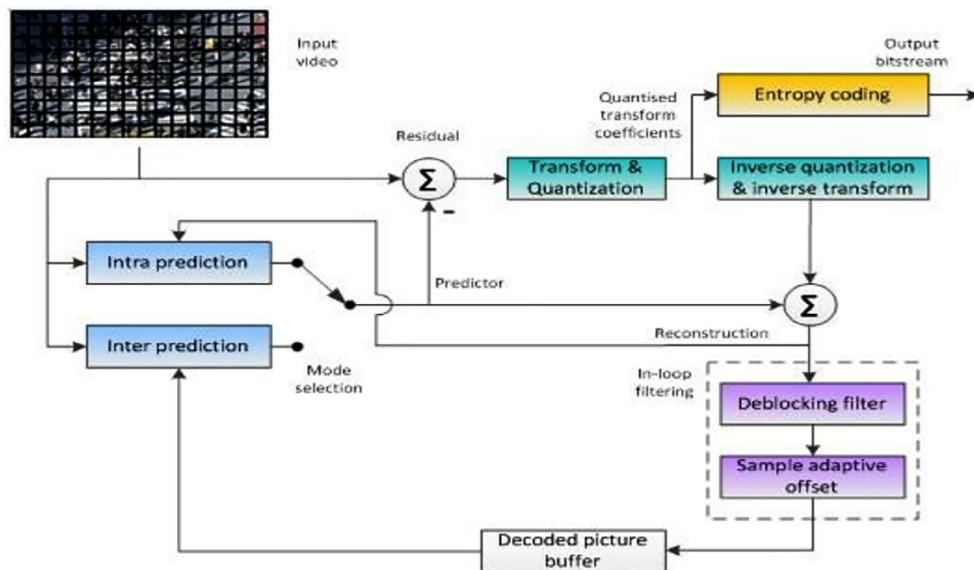 Input
video
Output
bitstream
Entropy coding
Quantised
transform
coefficients
Residual
Σ
Transform &
Quantization
Inverse quantization
& inverse transform
-
Intra prediction
Predictor
Σ
Reconstruction
Inter prediction
Mode
selection
In-loop
filtering
Deblocking filter
Sample adaptive
offset
Decoded picture
buffer